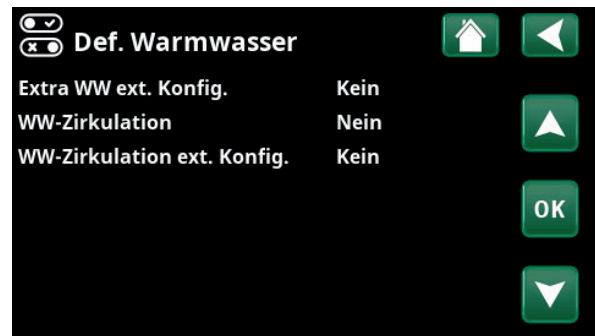 Def. Warmwasser
Extra WW ext. Konfig. Kein
WW-Zirkulation Nein
WW-Zirkulation ext. Konfig. Kein
OK